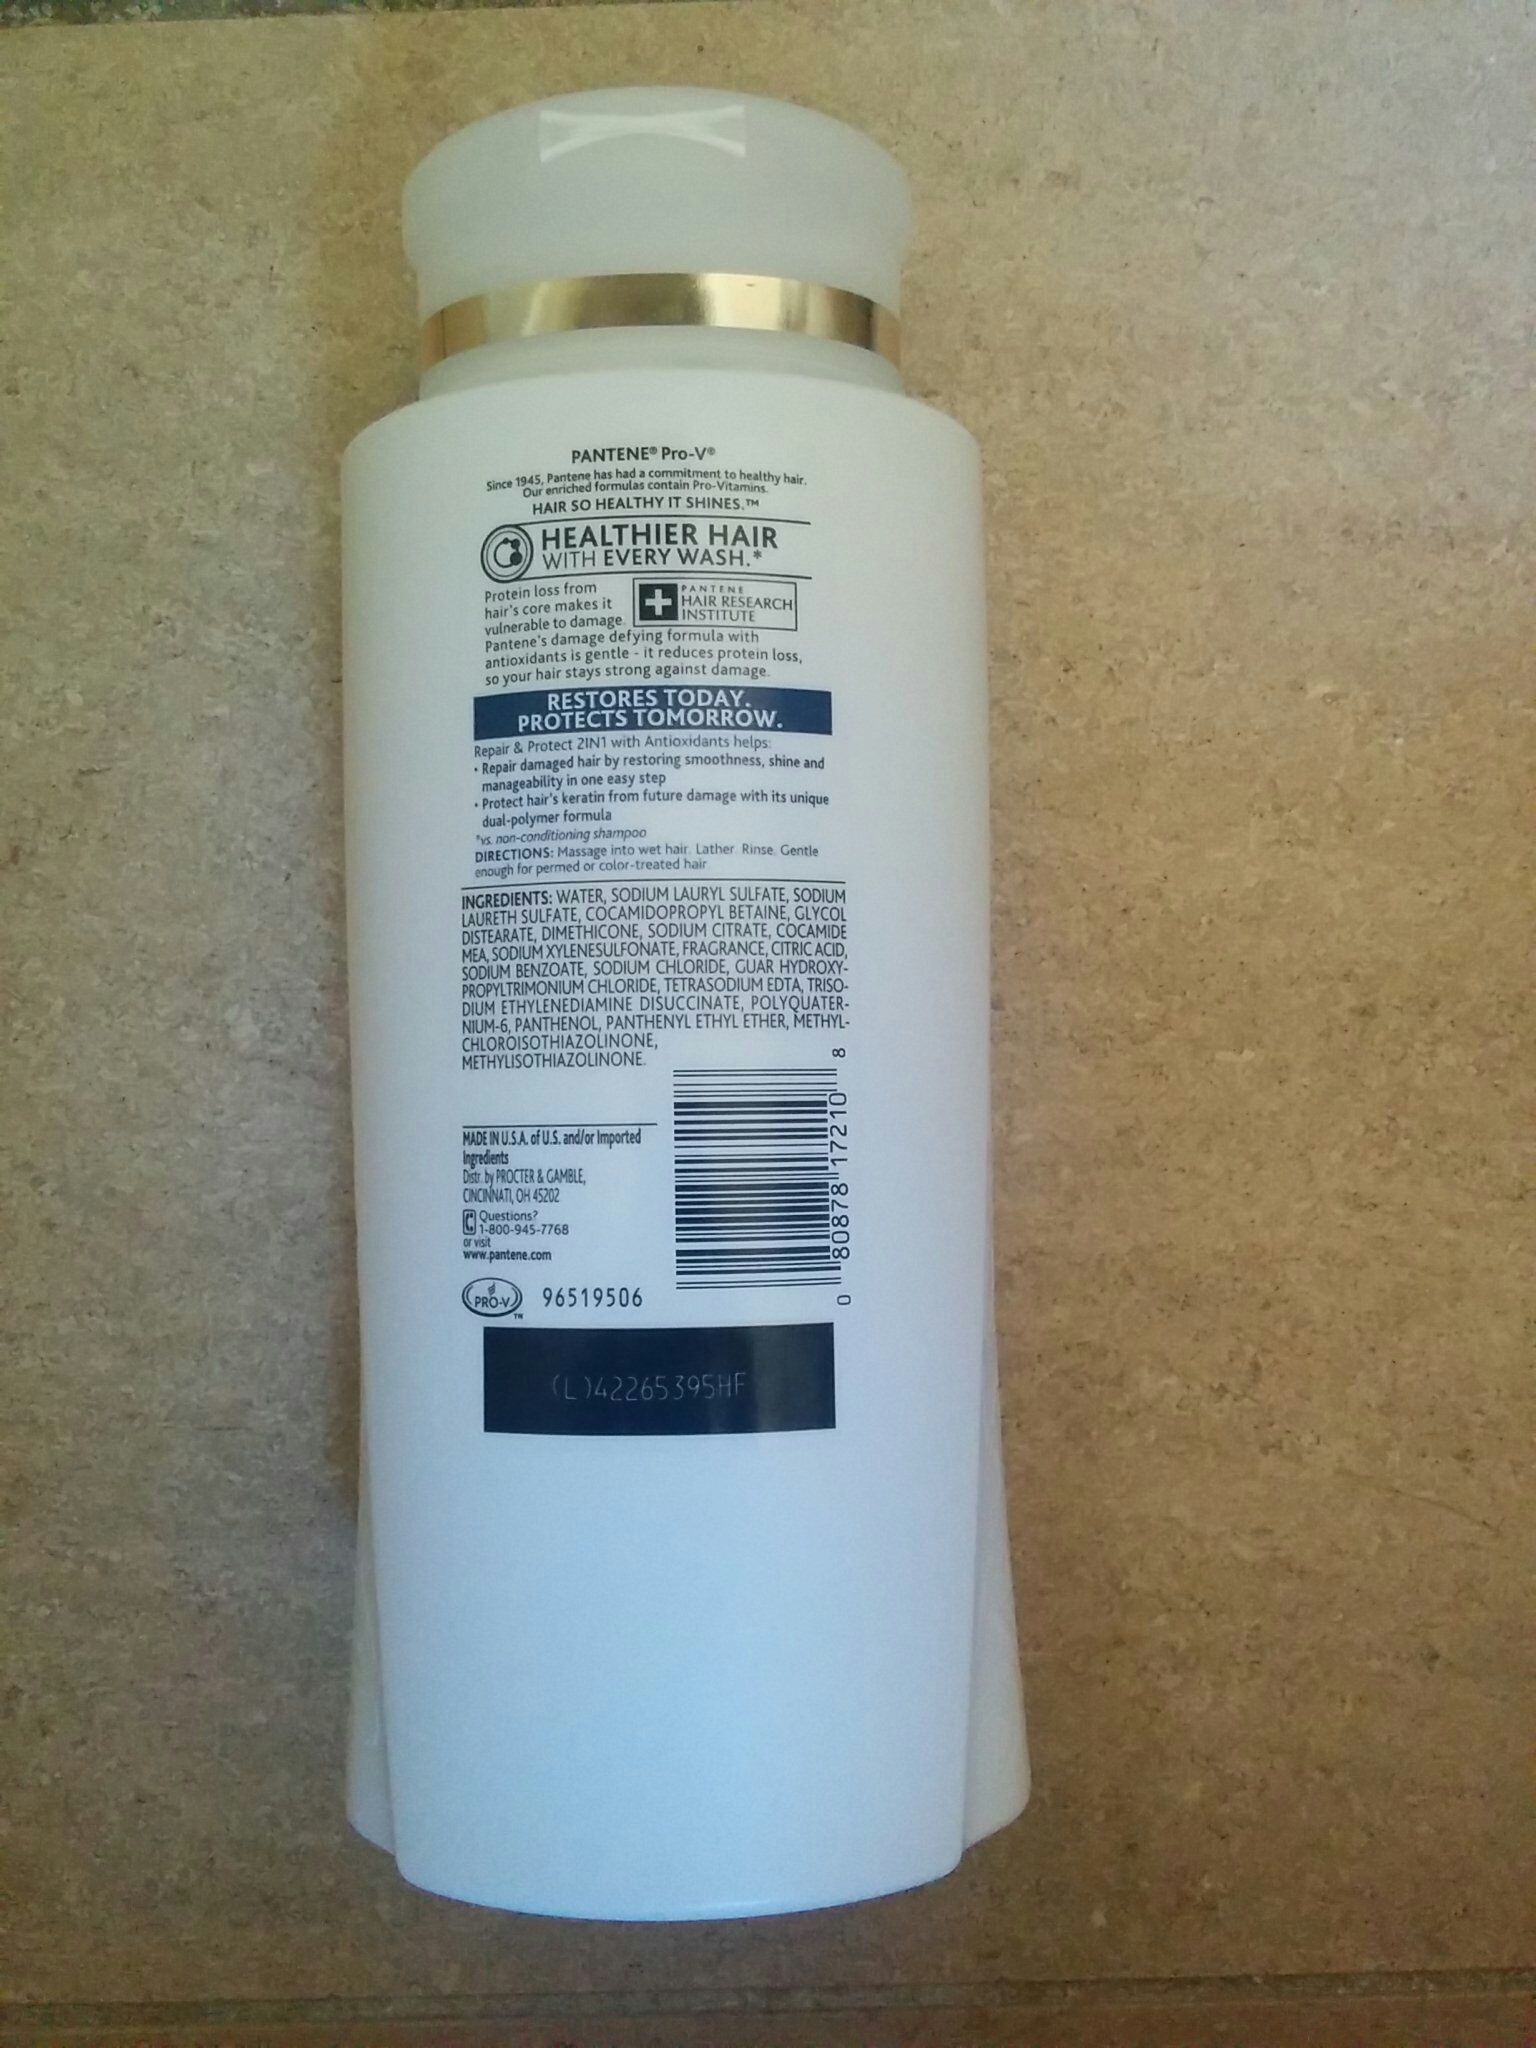 PANTENE® Pro-V®
Since 1945, Pantene has had a commitment to healthy hair.
Our enriched formulas contain Pro-Vitamins.
HAIR SO HEALTHY IT SHINES.™
HEALTHIER HAIR
WITH EVERY WASH.*
Protein loss from
hair's core makes it
vulnerable to damage.
PANTENE
HAIR RESEARCH
INSTITUTE
Pantene's damage defying formula with
antioxidants is gentle - it reduces protein loss,
so your hair stays strong against damage.
RESTORES TODAY.
PROTECTS TOMORROW.
Repair & Protect 2IN1 with Antioxidants helps:
• Repair damaged hair by restoring smoothness, shine and
manageability in one easy step
• Protect hair's keratin from future damage with its unique
dual-polymer formula
*vs. non-conditioning shampoo
DIRECTIONS: Massage into wet hair. Lather. Rinse. Gentle
enough for permed or color-treated hair
INGREDIENTS: WATER, SODIUM LAURYL SULFATE, SODIUM
LAURETH SULFATE, COCAMIDOPROPYL BETAINE, GLYCOL
DISTEARATE, DIMETHICONE, SODIUM CITRATE, COCAMIDE
MEA, SODIUM XYLENESULFONATE, FRAGRANCE, CITRIC ACID,
SODIUM BENZOATE, SODIUM CHLORIDE, GUAR HYDROXY-
PROPYLTRIMONIUM CHLORIDE, TETRASODIUM EDTA, TRISO-
DIUM ETHYLENEDIAMINE DISUCCINATE, POLYQUATER-
NIUM-6, PANTHENOL, PANTHENYL ETHYL ETHER, METHYL-
CHLOROISOTHIAZOLINONE,
METHYLISOTHIAZOLINONE.
MADE IN U.S.A. of U.S. and/or Imported
Ingredients
Distr. by PROCTER & GAMBLE,
CINCINNATI, OH 45202
Questions?
1-800-945-7768
or visit
www.pantene.com
PRO-V™
96519506
0 80878 17210 8
(L)42265395HF